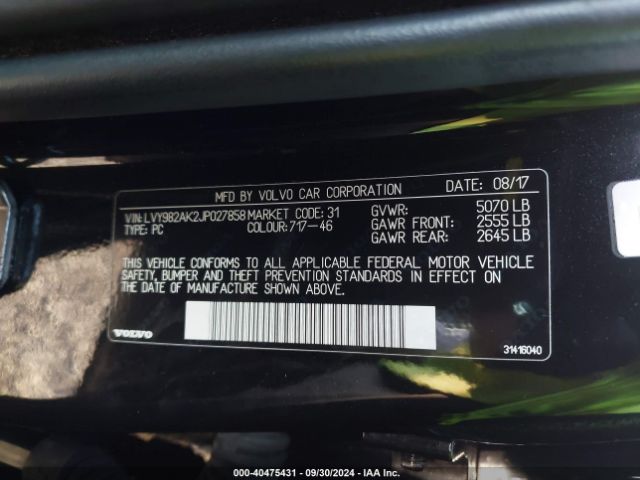 MFD BY VOLVO CAR CORPORATION DATE: 08/17
VIN:LVY982AK2JP027858 MARKET CODE: 31 GVWR: 5070 LB
TYPE: PC COLOUR:717-46 GAWR FRONT: 2555 LB
GAWR REAR: 2645 LB
THIS VEHICLE CONFORMS TO ALL APPLICABLE FEDERAL MOTOR VEHICLE
SAFETY, BUMPER AND THEFT PREVENTION STANDARDS IN EFFECT ON
THE DATE OF MANUFACTURE SHOWN ABOVE.
VOLVO 31416040
000-40475431 - 09/30/2024 - IAA Inc.